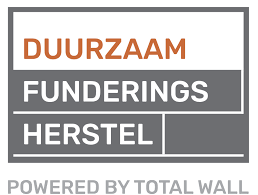 DUURZAAM
FUNDERINGS
HERSTEL
POWERED BY TOTAL WALL